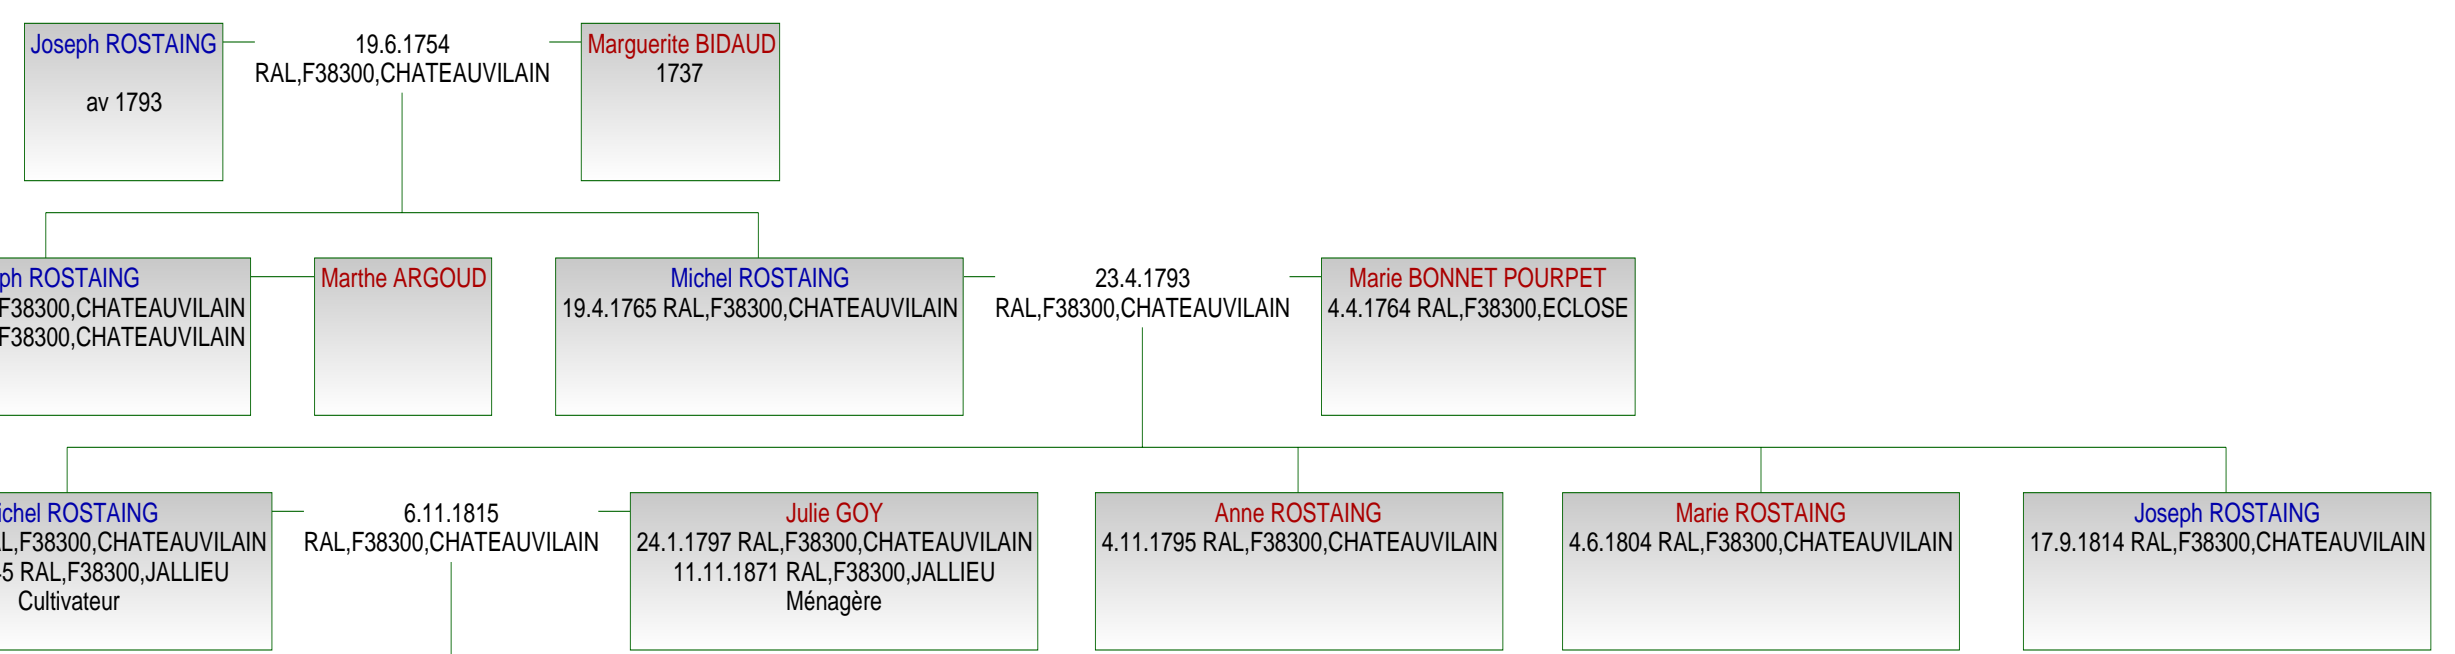 Joseph ROSTAING
av 1793
19.6.1754
RAL,F38300,CHATEAUVILAIN
Marguerite BIDAUD
1737
ph ROSTAING
F38300,CHATEAUVILAIN
F38300,CHATEAUVILAIN
Marthe ARGOUD
Michel ROSTAING
19.4.1765 RAL,F38300,CHATEAUVILAIN
23.4.1793
RAL,F38300,CHATEAUVILAIN
Marie BONNET POURPET
4.4.1764 RAL,F38300,ECLOSE
ichel ROSTAING
AL,F38300,CHATEAUVILAIN
5 RAL,F38300,JALLIEU
Cultivateur
6.11.1815
RAL,F38300,CHATEAUVILAIN
Julie GOY
24.1.1797 RAL,F38300,CHATEAUVILAIN
11.11.1871 RAL,F38300,JALLIEU
Ménagère
Anne ROSTAING
4.11.1795 RAL,F38300,CHATEAUVILAIN
Marie ROSTAING
4.6.1804 RAL,F38300,CHATEAUVILAIN
Joseph ROSTAING
17.9.1814 RAL,F38300,CHATEAUVILAIN